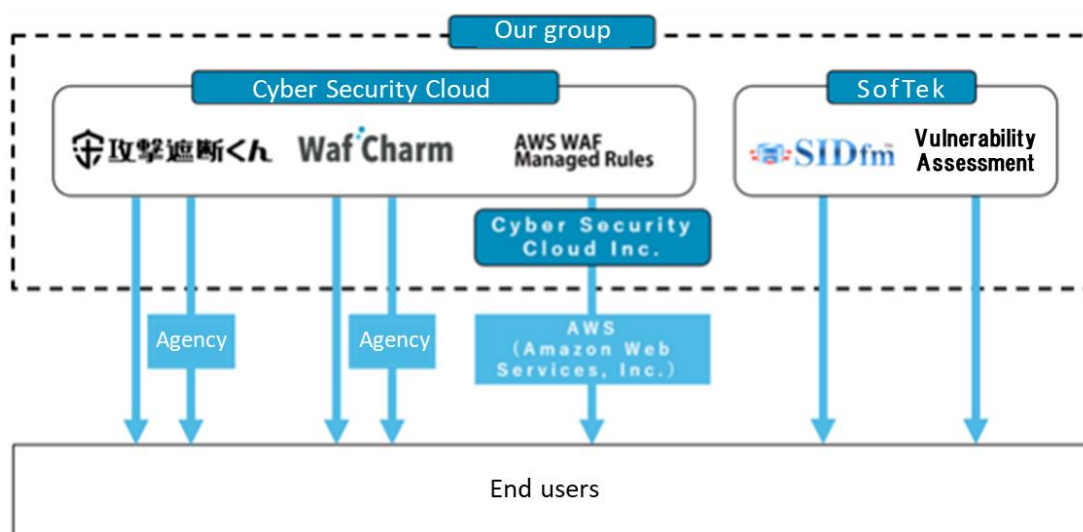 Our group
Cyber Security Cloud
SofTek
攻撃遮断くん
WafCharm
AWS WAF
Managed Rules
SIDfm™
Vulnerability
Assessment
Cyber Security
Cloud Inc.
Agency
Agency
AWS
(Amazon Web
Services, Inc.)
End users